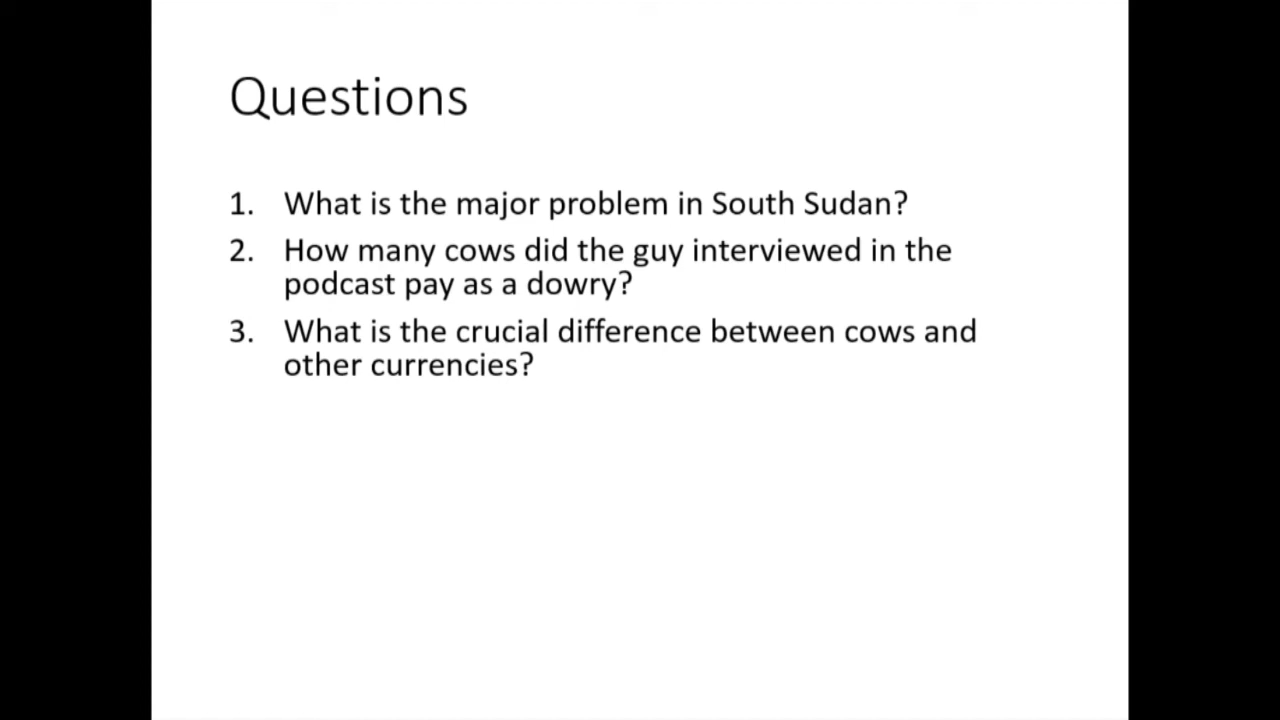 Questions
1. What is the major problem in South Sudan?
2. How many cows did the guy interviewed in the
podcast pay as a dowry?
3. What is the crucial difference between cows and
other currencies?